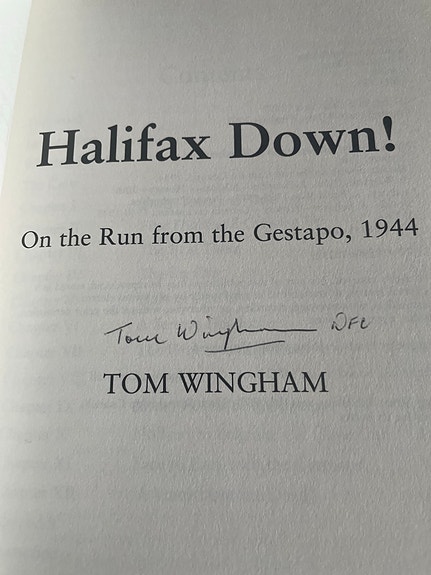 Halifax Down!
On the Run from the Gestapo, 1944
Tom Wingham DFC
TOM WINGHAM